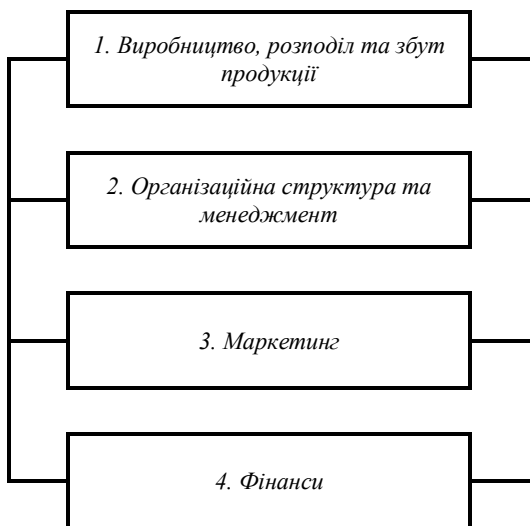 1. Виробництво, розподіл та збут
продукції
2. Організаційна структура та
менеджмент
3. Маркетинг
4. Фінанси